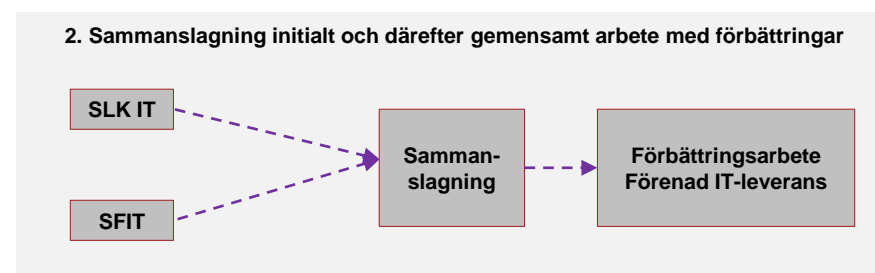 2. Sammanslagning initialt och därefter gemensamt arbete med förbättringar
SLK IT
SFIT
Samman-
slagning
Förbättringsarbete
Förenad IT-leverans